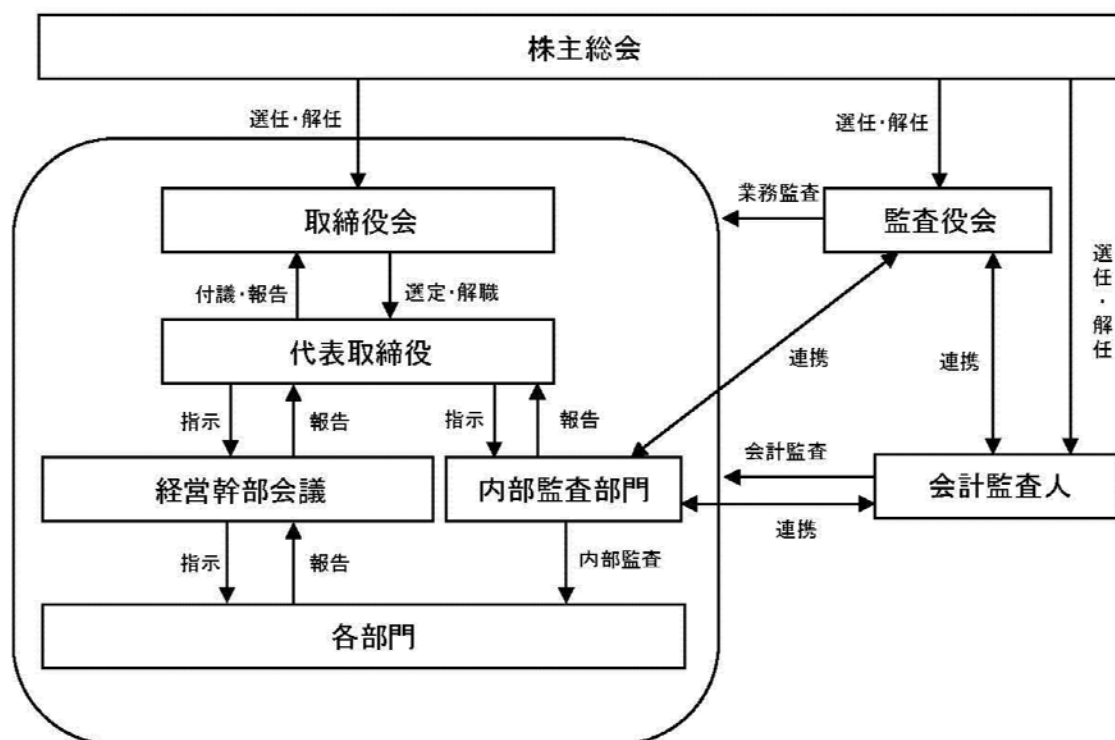 株主総会
選任・解任
選任・解任
選任・解任
取締役会
業務監査
監査役会
付議・報告
選定・解職
代表取締役
連携
連携
指示
報告
指示
報告
会計監査
経営幹部会議
内部監査部門
会計監査人
連携
指示
報告
内部監査
各部門